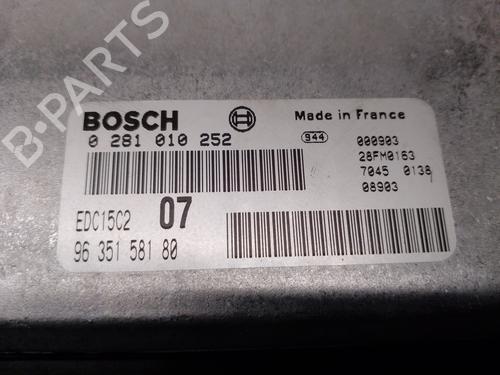 B-PARTS
BOSCH
Made in France
0 281 010 252
944
000903
28FM0163
7045 0138
08903
EDC15C2 07
96 351 581 80